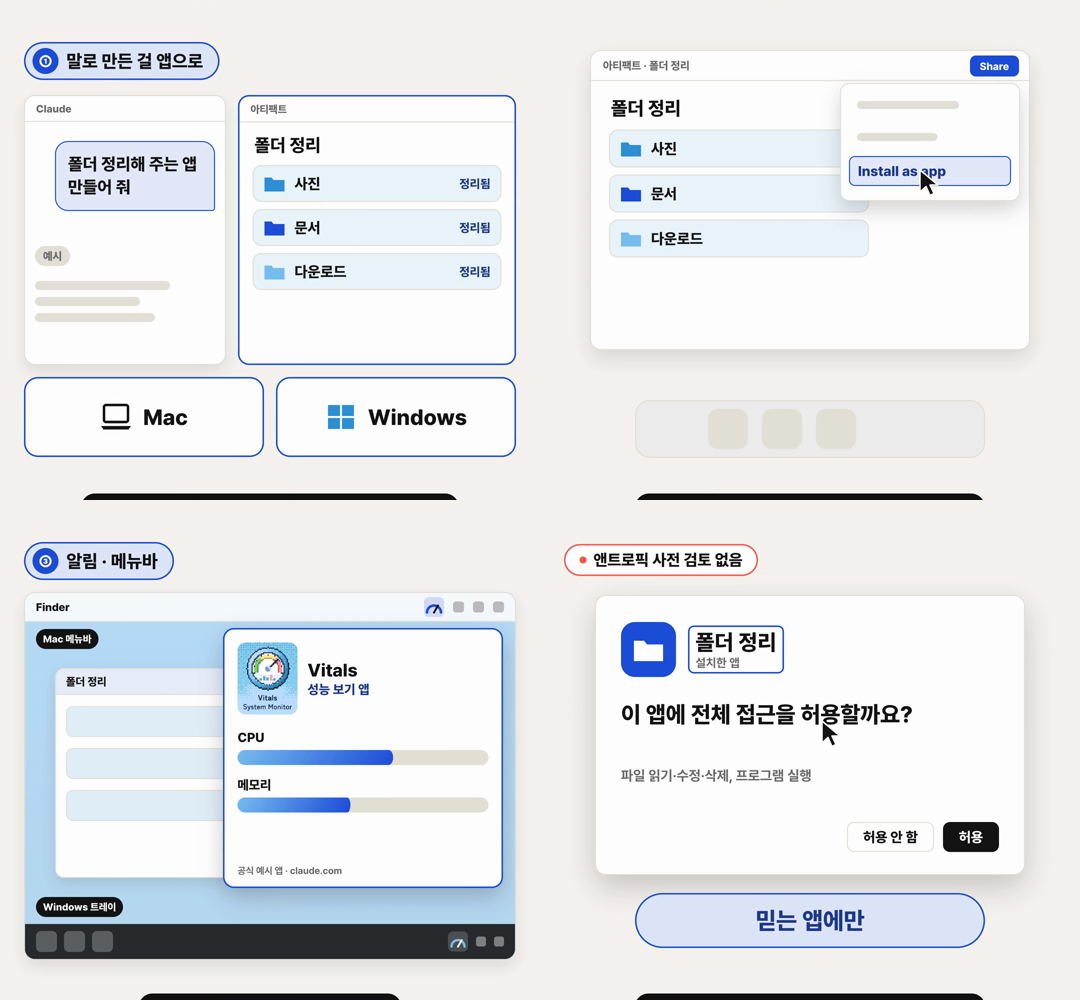 1 말로 만든 걸 앱으로
Claude
폴더 정리해 주는 앱
만들어 줘
예시
아티팩트
폴더 정리
사진 정리됨
문서 정리됨
다운로드 정리됨
Mac
Windows
아티팩트 · 폴더 정리
Share
폴더 정리
사진
문서
다운로드
Install as app
3 알림 · 메뉴바
Finder
Mac 메뉴바
폴더 정리
Vitals
System Monitor
Vitals
성능 보기 앱
CPU
메모리
공식 예시 앱 · claude.com
Windows 트레이
앤트로픽 사전 검토 없음
폴더 정리
설치한 앱
이 앱에 전체 접근을 허용할까요?
파일 읽기·수정·삭제, 프로그램 실행
허용 안 함
허용
믿는 앱에만